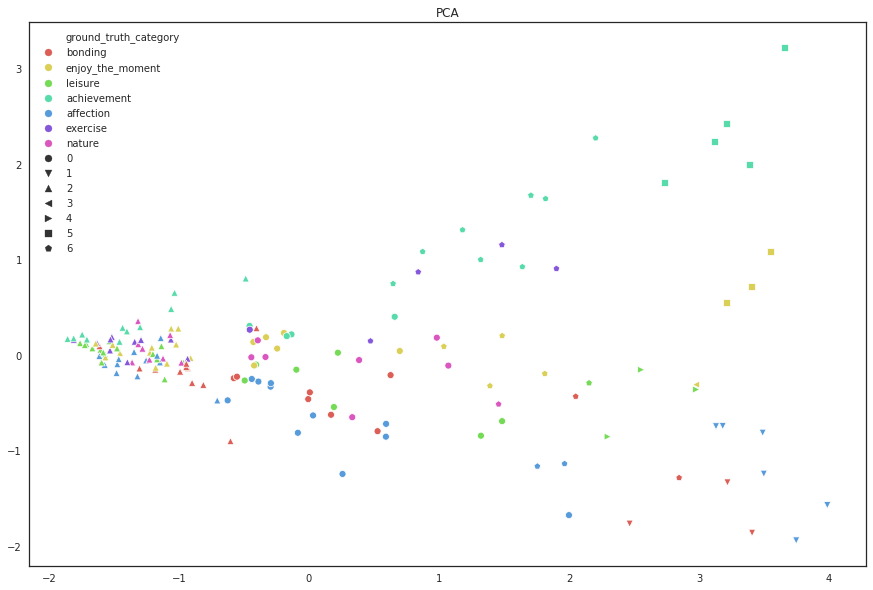 PCA
ground_truth_category
bonding
enjoy_the_moment
leisure
achievement
affection
exercise
nature
0
1
2
3
4
5
6
3
2
1
0
−1
−2
−2 −1 0 1 2 3 4